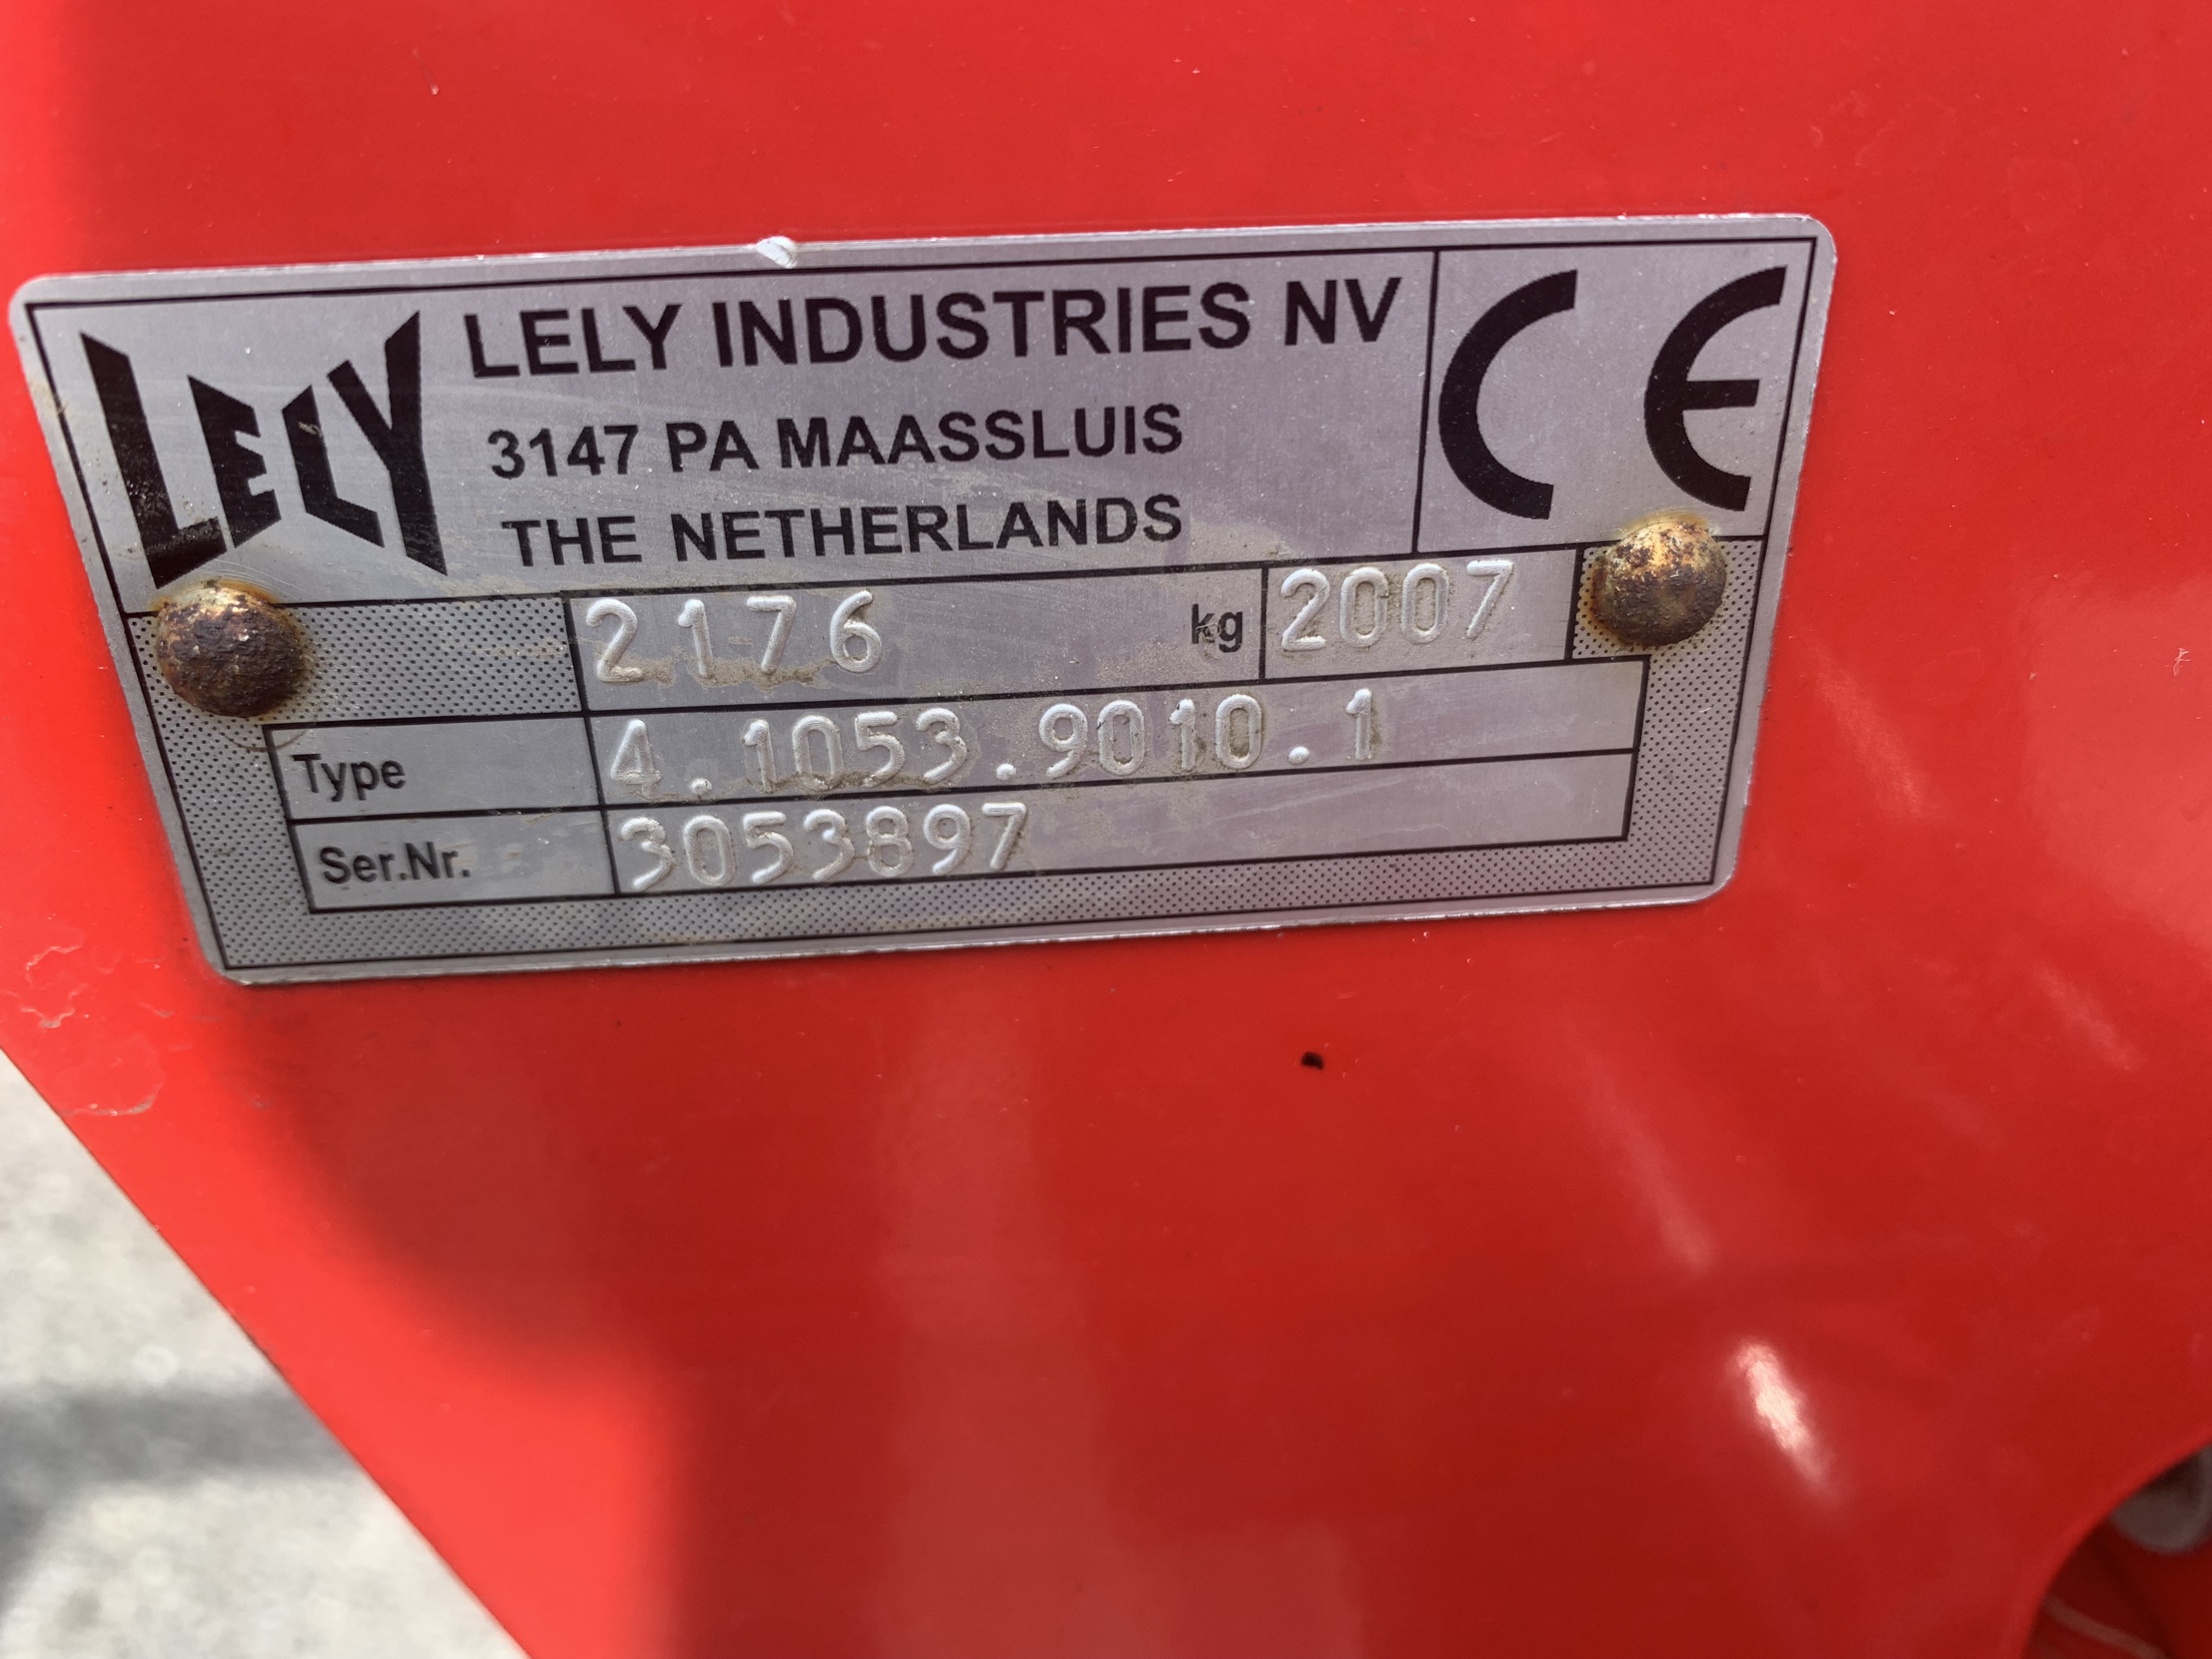 LELY
LELY INDUSTRIES NV
3147 PA MAASSLUIS
THE NETHERLANDS
CE
2176 kg 2007
Type 4.1053.9010.1
Ser.Nr. 3053897